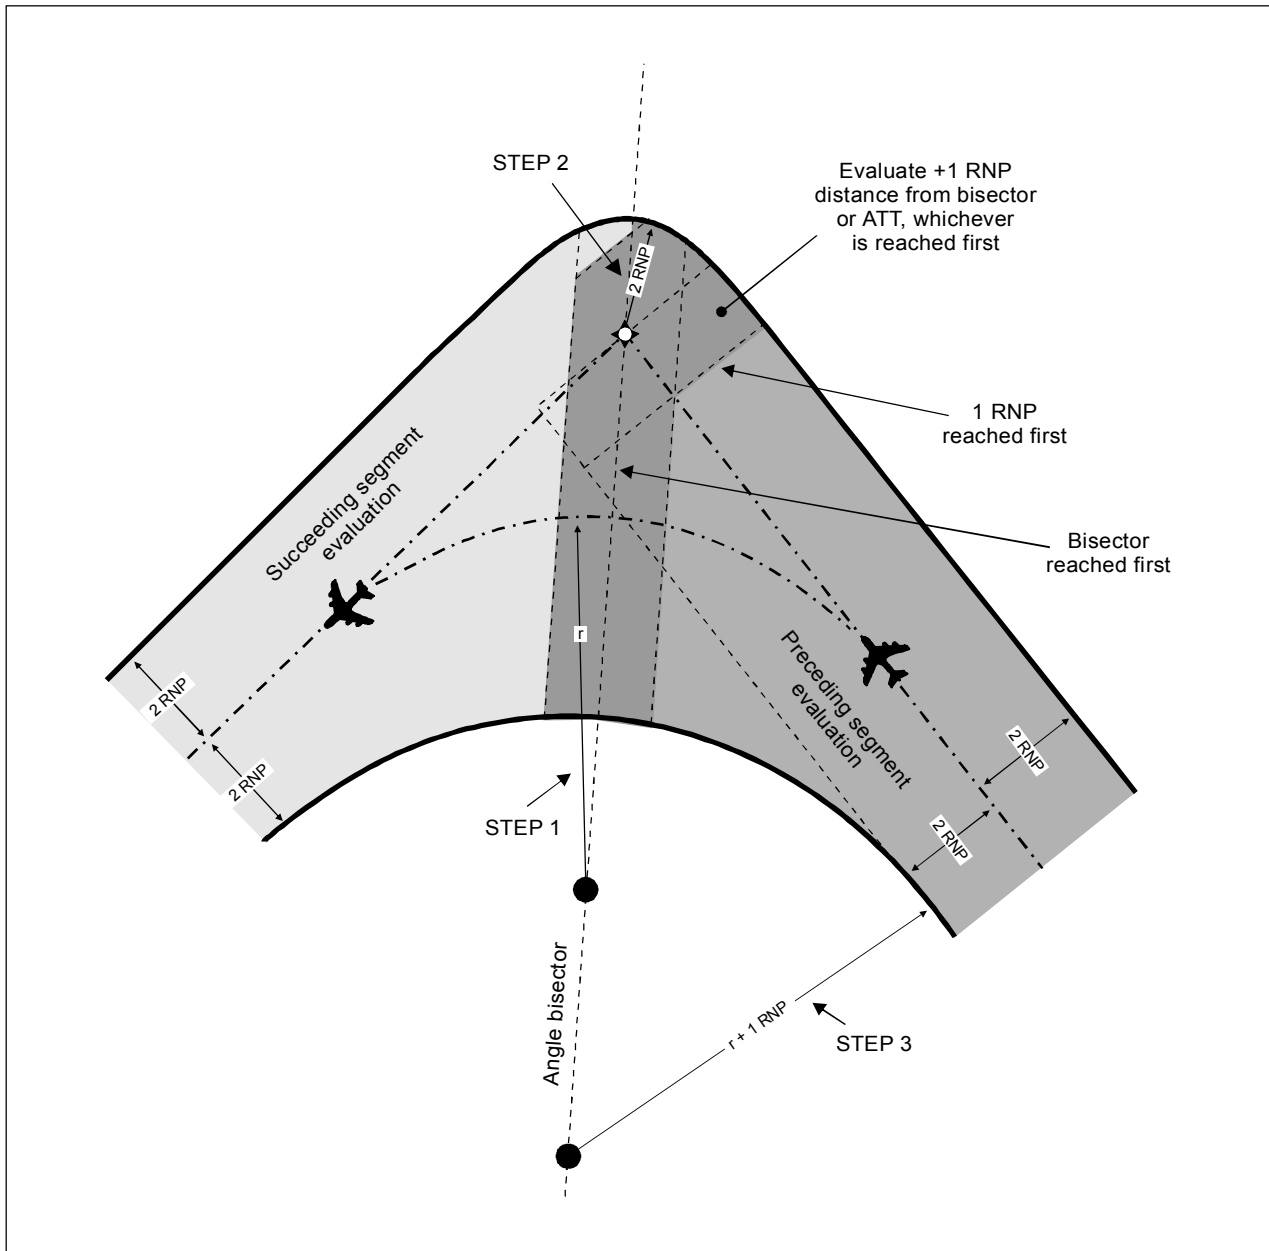 STEP 2
Evaluate +1 RNP
distance from bisector
or ATT, whichever
is reached first
2 RNP
1 RNP
reached first
Succeeding segment
evaluation
Bisector
reached first
r
Preceding segment
evaluation
2 RNP
2 RNP
2 RNP
2 RNP
STEP 1
Angle bisector
r + 1 RNP
STEP 3